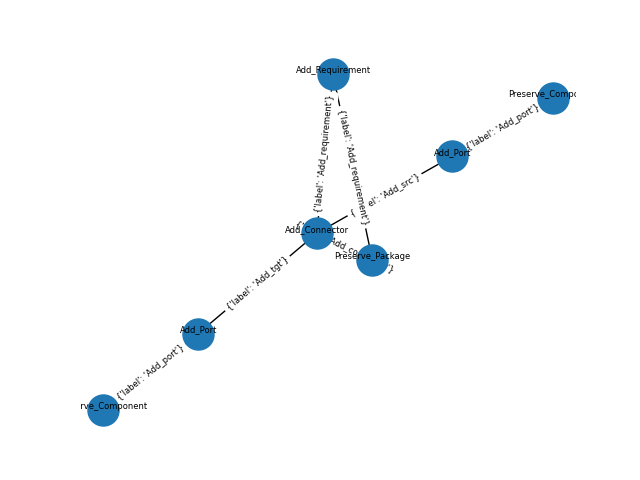 Add_Requirement
Preserve_Compo
{'label': 'Add_port'}
{'label': 'Add_requirement'}
{'label': 'Add_requirement'}
Add_Port
el': 'Add_src'}
Add_Connector
Preserve_Package
{'label': 'Add_tgt'}
Add_Port
{'label': 'Add_port'}
rve_Component